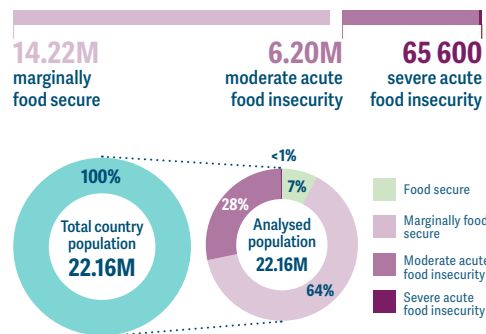 14.22M
marginally
food secure
6.20M
moderate acute
food insecurity
65 600
severe acute
food insecurity
100%
Total country
population
22.16M
<1%
7%
28%
64%
Analysed
population
22.16M
Food secure
Marginally food
secure
Moderate acute
food insecurity
Severe acute
food insecurity